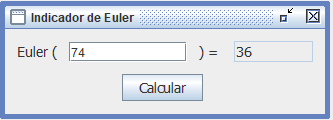 Indicador de Euler
Euler ( 74 ) = 36
Calcular